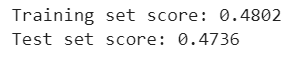 Training set score: 0.4802
Test set score: 0.4736